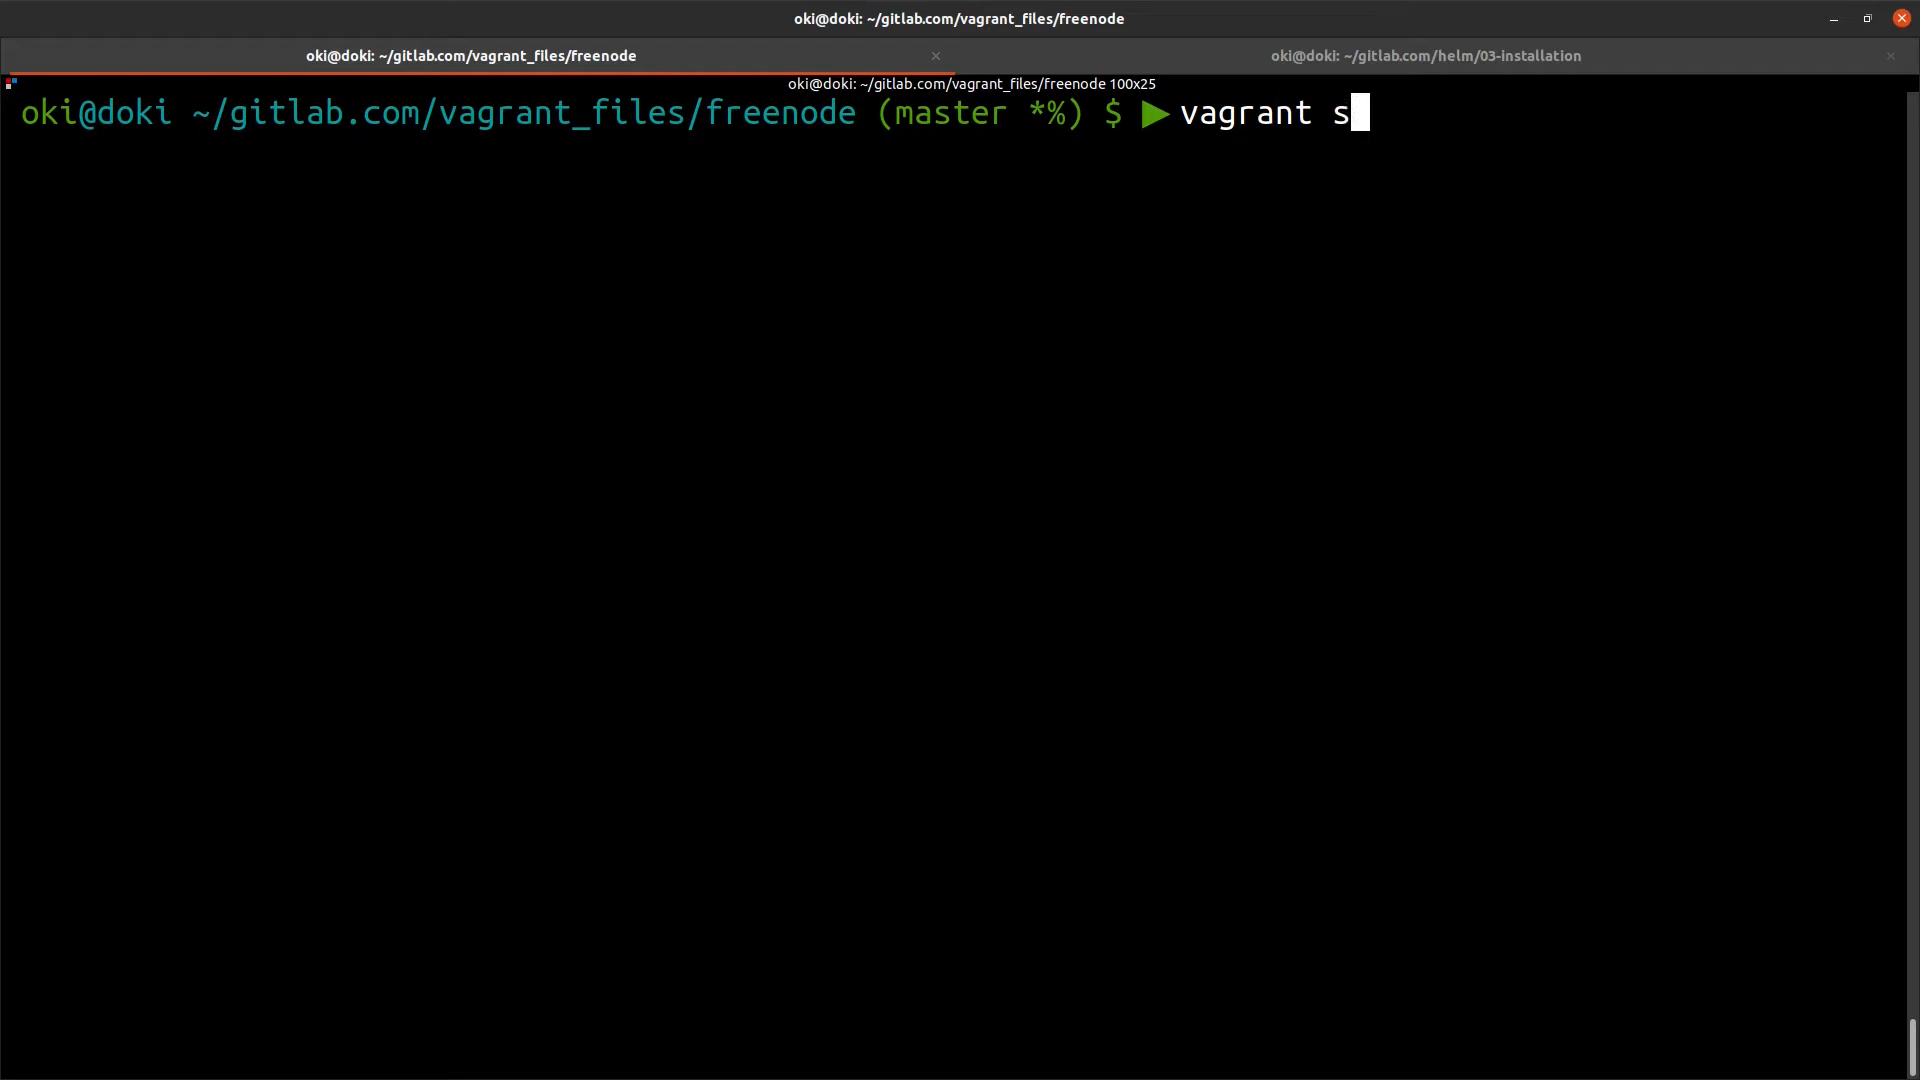 oki@doki: ~/gitlab.com/vagrant_files/freenode
oki@doki: ~/gitlab.com/vagrant_files/freenode × oki@doki: ~/gitlab.com/helm/03-installation ×
oki@doki: ~/gitlab.com/vagrant_files/freenode 100x25
oki@doki ~/gitlab.com/vagrant_files/freenode (master *%) $ ▶ vagrant s